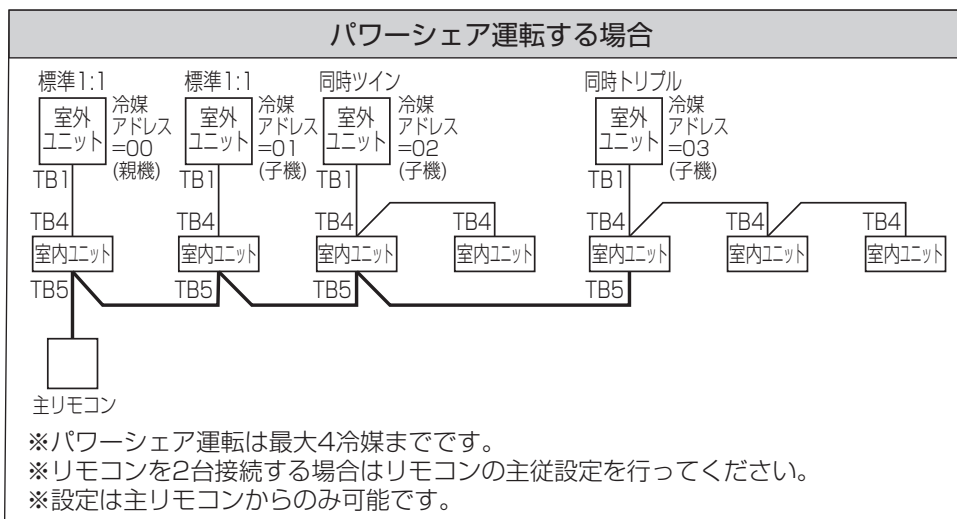 パワーシェア運転する場合
標準1:1
室外
ユニット
冷媒
アドレス
=00
(親機)
TB1
標準1:1
室外
ユニット
冷媒
アドレス
=01
(子機)
TB1
同時ツイン
室外
ユニット
冷媒
アドレス
=02
(子機)
TB1
同時トリプル
室外
ユニット
冷媒
アドレス
=03
(子機)
TB1
TB4
室内ユニット
TB5
TB4
室内ユニット
TB5
TB4
室内ユニット
TB5
TB4
室内ユニット
TB4
室内ユニット
TB5
TB4
室内ユニット
TB4
室内ユニット
主リモコン
※パワーシェア運転は最大4冷媒までです。
※リモコンを2台接続する場合はリモコンの主従設定を行ってください。
※設定は主リモコンからのみ可能です。